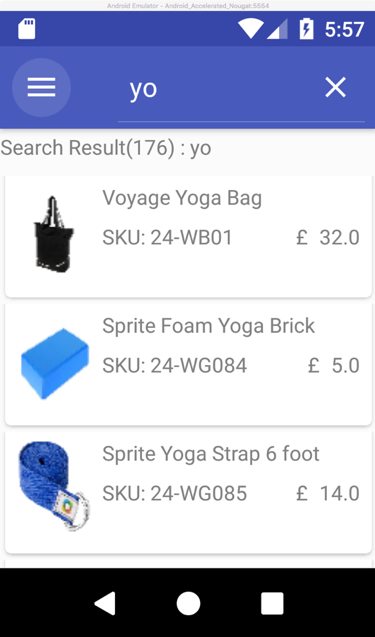 Android Emulator - Android_Accelerated_Nougat:5554
5:57
yo
Search Result(176) : yo
Voyage Yoga Bag
SKU: 24-WB01 £ 32.0
Sprite Foam Yoga Brick
SKU: 24-WG084 £ 5.0
Sprite Yoga Strap 6 foot
SKU: 24-WG085 £ 14.0